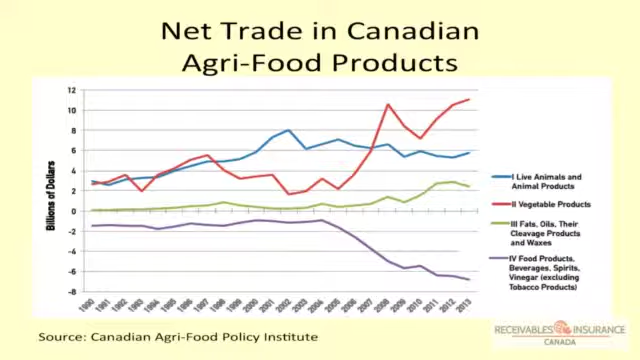 Net Trade in Canadian
Agri-Food Products
Billions of Dollars
12
10
8
6
4
2
0
-2
-4
-6
-8
1990
1991
1992
1993
1994
1995
1996
1997
1998
1999
2000
2001
2002
2003
2004
2005
2006
2007
2008
2009
2010
2011
2012
2013
I Live Animals and
Animal Products
II Vegetable Products
III Fats, Oils, Their
Cleavage Products
and Waxes
IV Food Products,
Beverages, Spirits,
Vinegar (excluding
Tobacco Products)
Source: Canadian Agri-Food Policy Institute
RECEIVABLES INSURANCE
CANADA